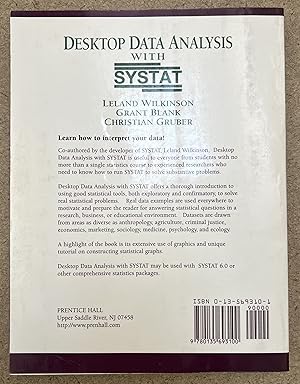 DESKTOP DATA ANALYSIS
WITH
SYSTAT
LELAND WILKINSON
GRANT BLANK
CHRISTIAN GRUBER
Learn how to interpret your data!
Co-authored by the developer of SYSTAT, Leland Wilkinson, Desktop
Data Analysis with SYSTAT is useful to everyone from students with no
more than a single statistics course to experienced researchers who
need to know how to run SYSTAT to solve substantive problems.
Desktop Data Analysis with SYSTAT offers a thorough introduction to
using good statistical tools, both exploratory and confirmatory, to solve
real statistical problems. Real data examples are used everywhere to
motivate and prepare the reader for answering statistical questions in a
research, business, or educational environment. Datasets are drawn
from areas as diverse as anthropology, agriculture, criminal justice,
economics, marketing, sociology, medicine, psychology, and ecology.
A highlight of the book is its extensive use of graphics and unique
tutorial on constructing statistical graphs.
Desktop Data Analysis with SYSTAT may be used with SYSTAT 6.0 or
other comprehensive statistics packages.
PRENTICE HALL
Upper Saddle River, NJ 07458
http://www.prenhall.com
ISBN 0-13-569310-1
90000
9780135693100